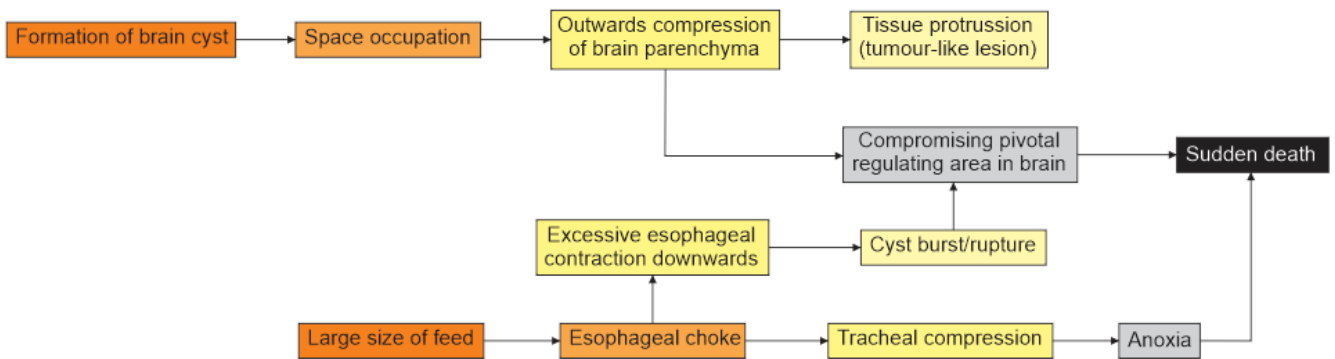 Formation of brain cyst
Space occupation
Outwards compression
of brain parenchyma
Tissue protrussion
(tumour-like lesion)
Compromising pivotal
regulating area in brain
Sudden death
Excessive esophageal
contraction downwards
Cyst burst/rupture
Large size of feed
Esophageal choke
Tracheal compression
Anoxia